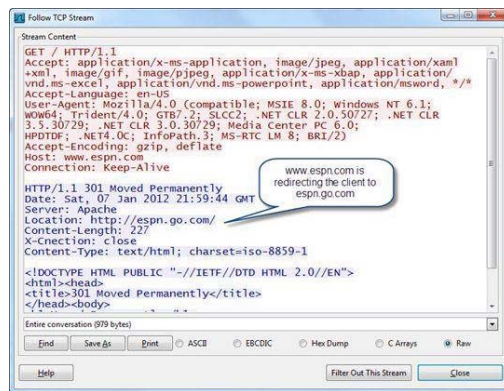 Follow TCP Stream
Stream Content
GET / HTTP/1.1
Accept: application/x-ms-application, image/jpeg, application/xaml
+xml, image/gif, image/pjpeg, application/x-ms-xbap, application/
vnd.ms-excel, application/vnd.ms-powerpoint, application/msword, */*
Accept-Language: en-US
User-Agent: Mozilla/4.0 (compatible; MSIE 8.0; Windows NT 6.1;
WOW64; Trident/4.0; GTB7.2; SLCC2; .NET CLR 2.0.50727; .NET CLR
3.5.30729; .NET CLR 3.0.30729; Media Center PC 6.0;
HPDTDF; .NET4.0C; InfoPath.3; MS-RTC LM 8; BRI/2)
Accept-Encoding: gzip, deflate
Host: www.espn.com
Connection: Keep-Alive
HTTP/1.1 301 Moved Permanently
Date: Sat, 07 Jan 2012 21:59:44 GMT
Server: Apache
Location: http://espn.go.com/
Content-Length: 227
X-Cnection: close
Content-Type: text/html; charset=iso-8859-1
www.espn.com is
redirecting the client to
espn.go.com
<!DOCTYPE HTML PUBLIC "-//IETF//DTD HTML 2.0//EN">
<html><head>
<title>301 Moved Permanently</title>
</head><body>
Entire conversation (979 bytes)
Find Save As Print ASCII EBCDIC Hex Dump C Arrays Raw
Help Filter Out This Stream Close